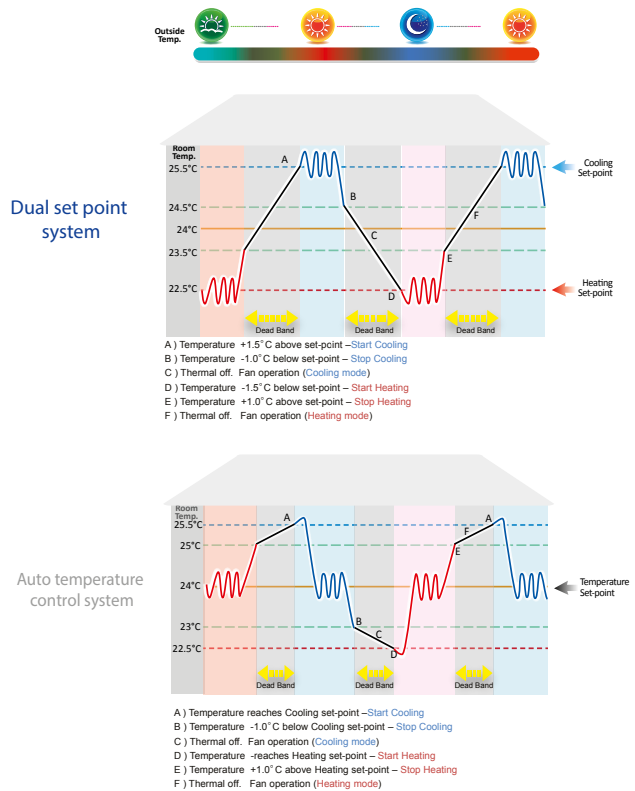 Outside
Temp.
Room
Temp.
25.5°C
24.5°C
24°C
23.5°C
22.5°C
A
B
C
D
E
F
Cooling
Set-point
Heating
Set-point
Dual set point
system
Dead Band
Dead Band
Dead Band
A ) Temperature +1.5°C above set-point –Start Cooling
B ) Temperature -1.0°C below set-point – Stop Cooling
C ) Thermal off. Fan operation (Cooling mode)
D ) Temperature -1.5°C below set-point – Start Heating
E ) Temperature +1.0°C above set-point – Stop Heating
F ) Thermal off. Fan operation (Heating mode)
Room
Temp.
25.5°C
25°C
24°C
23°C
22.5°C
A
B
C
D
E
F
A
Temperature
Set-point
Auto temperature
control system
Dead Band
Dead Band
Dead Band
A ) Temperature reaches Cooling set-point –Start Cooling
B ) Temperature -1.0°C below Cooling set-point – Stop Cooling
C ) Thermal off. Fan operation (Cooling mode)
D ) Temperature -reaches Heating set-point – Start Heating
E ) Temperature +1.0°C above Heating set-point – Stop Heating
F ) Thermal off. Fan operation (Heating mode)